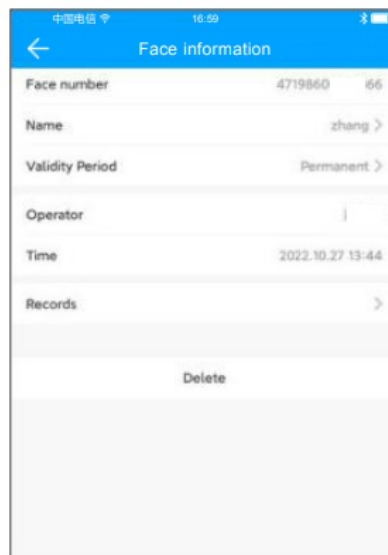 中国电信 16:59
Face information
Face number 4719860 66
Name zhang
Validity Period Permanent
Operator
Time 2022.10.27 13:44
Records
Delete